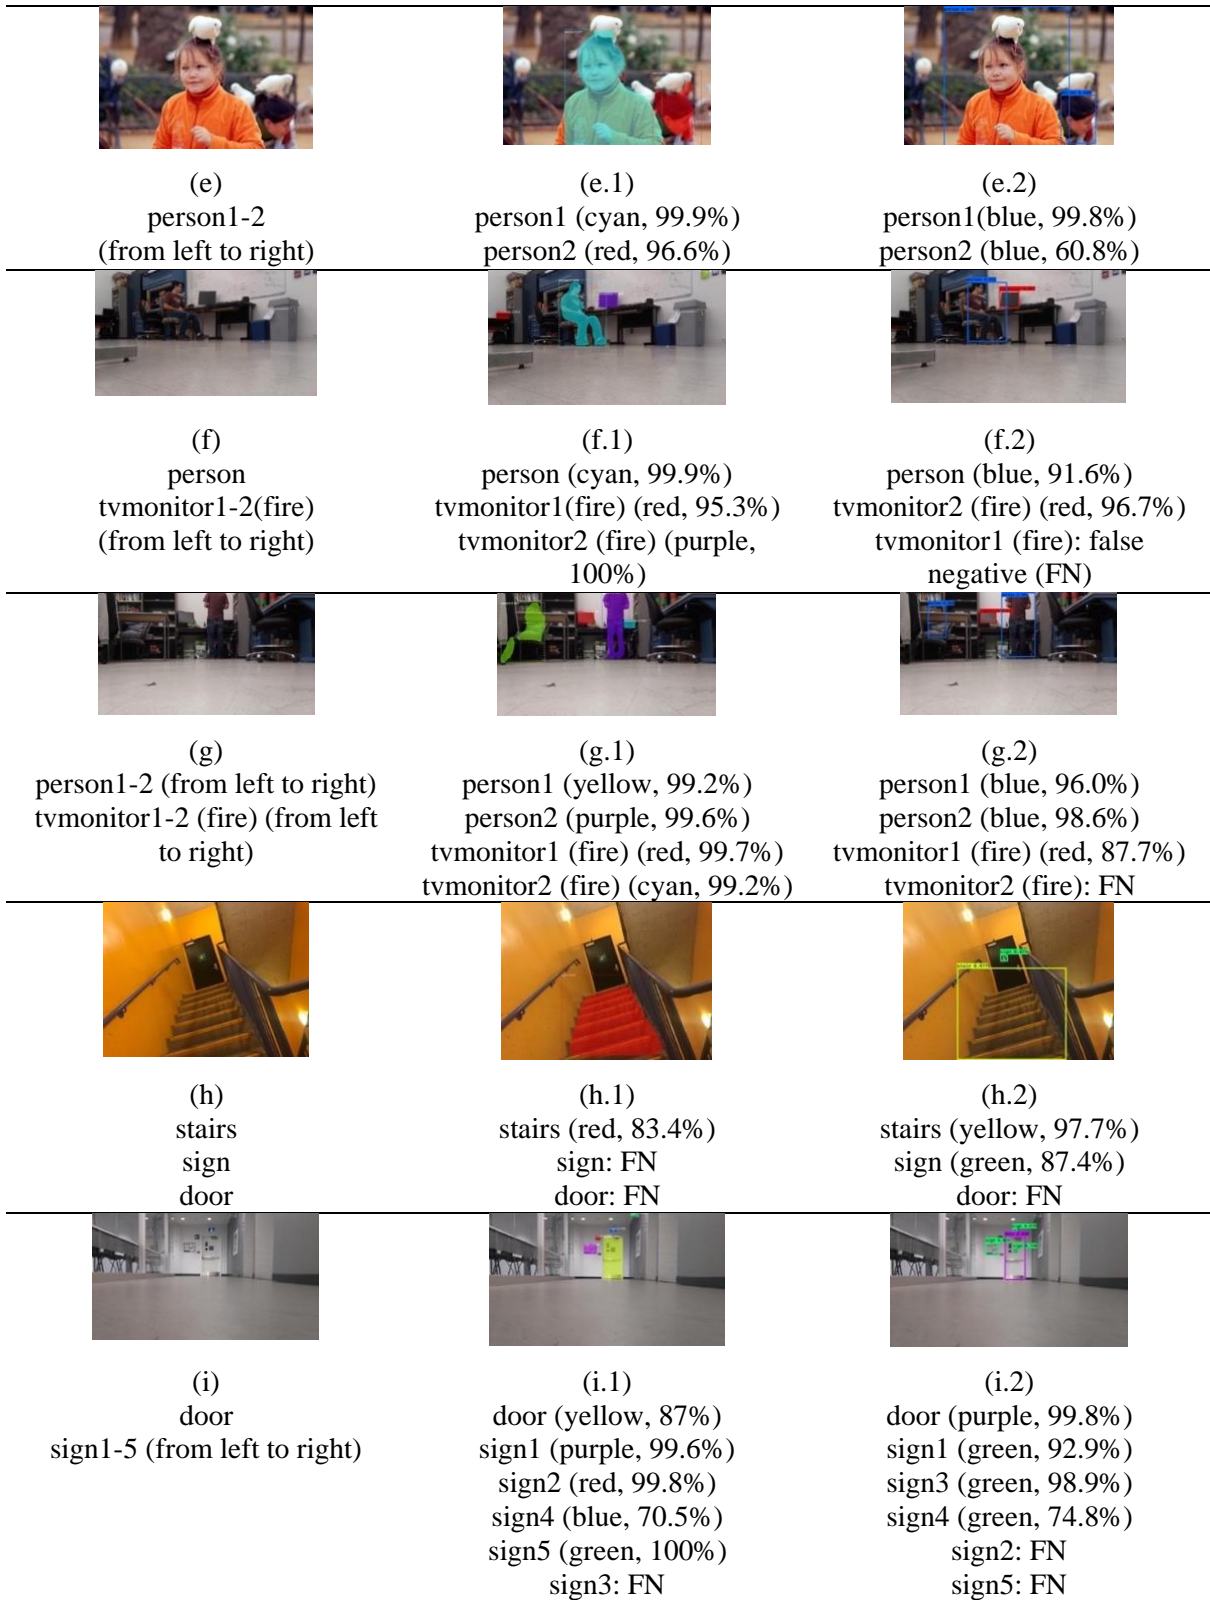 (e)
person1-2
(from left to right)
(e.1)
person1 (cyan, 99.9%)
person2 (red, 96.6%)
(e.2)
person1(blue, 99.8%)
person2 (blue, 60.8%)
(f)
person
tvmonitor1-2(fire)
(from left to right)
(f.1)
person (cyan, 99.9%)
tvmonitor1(fire) (red, 95.3%)
tvmonitor2 (fire) (purple,
100%)
(f.2)
person (blue, 91.6%)
tvmonitor2 (fire) (red, 96.7%)
tvmonitor1 (fire): false
negative (FN)
(g)
person1-2 (from left to right)
tvmonitor1-2 (fire) (from left
to right)
(g.1)
person1 (yellow, 99.2%)
person2 (purple, 99.6%)
tvmonitor1 (fire) (red, 99.7%)
tvmonitor2 (fire) (cyan, 99.2%)
(g.2)
person1 (blue, 96.0%)
person2 (blue, 98.6%)
tvmonitor1 (fire) (red, 87.7%)
tvmonitor2 (fire): FN
(h)
stairs
sign
door
(h.1)
stairs (red, 83.4%)
sign: FN
door: FN
(h.2)
stairs (yellow, 97.7%)
sign (green, 87.4%)
door: FN
(i)
door
sign1-5 (from left to right)
(i.1)
door (yellow, 87%)
sign1 (purple, 99.6%)
sign2 (red, 99.8%)
sign4 (blue, 70.5%)
sign5 (green, 100%)
sign3: FN
(i.2)
door (purple, 99.8%)
sign1 (green, 92.9%)
sign3 (green, 98.9%)
sign4 (green, 74.8%)
sign2: FN
sign5: FN